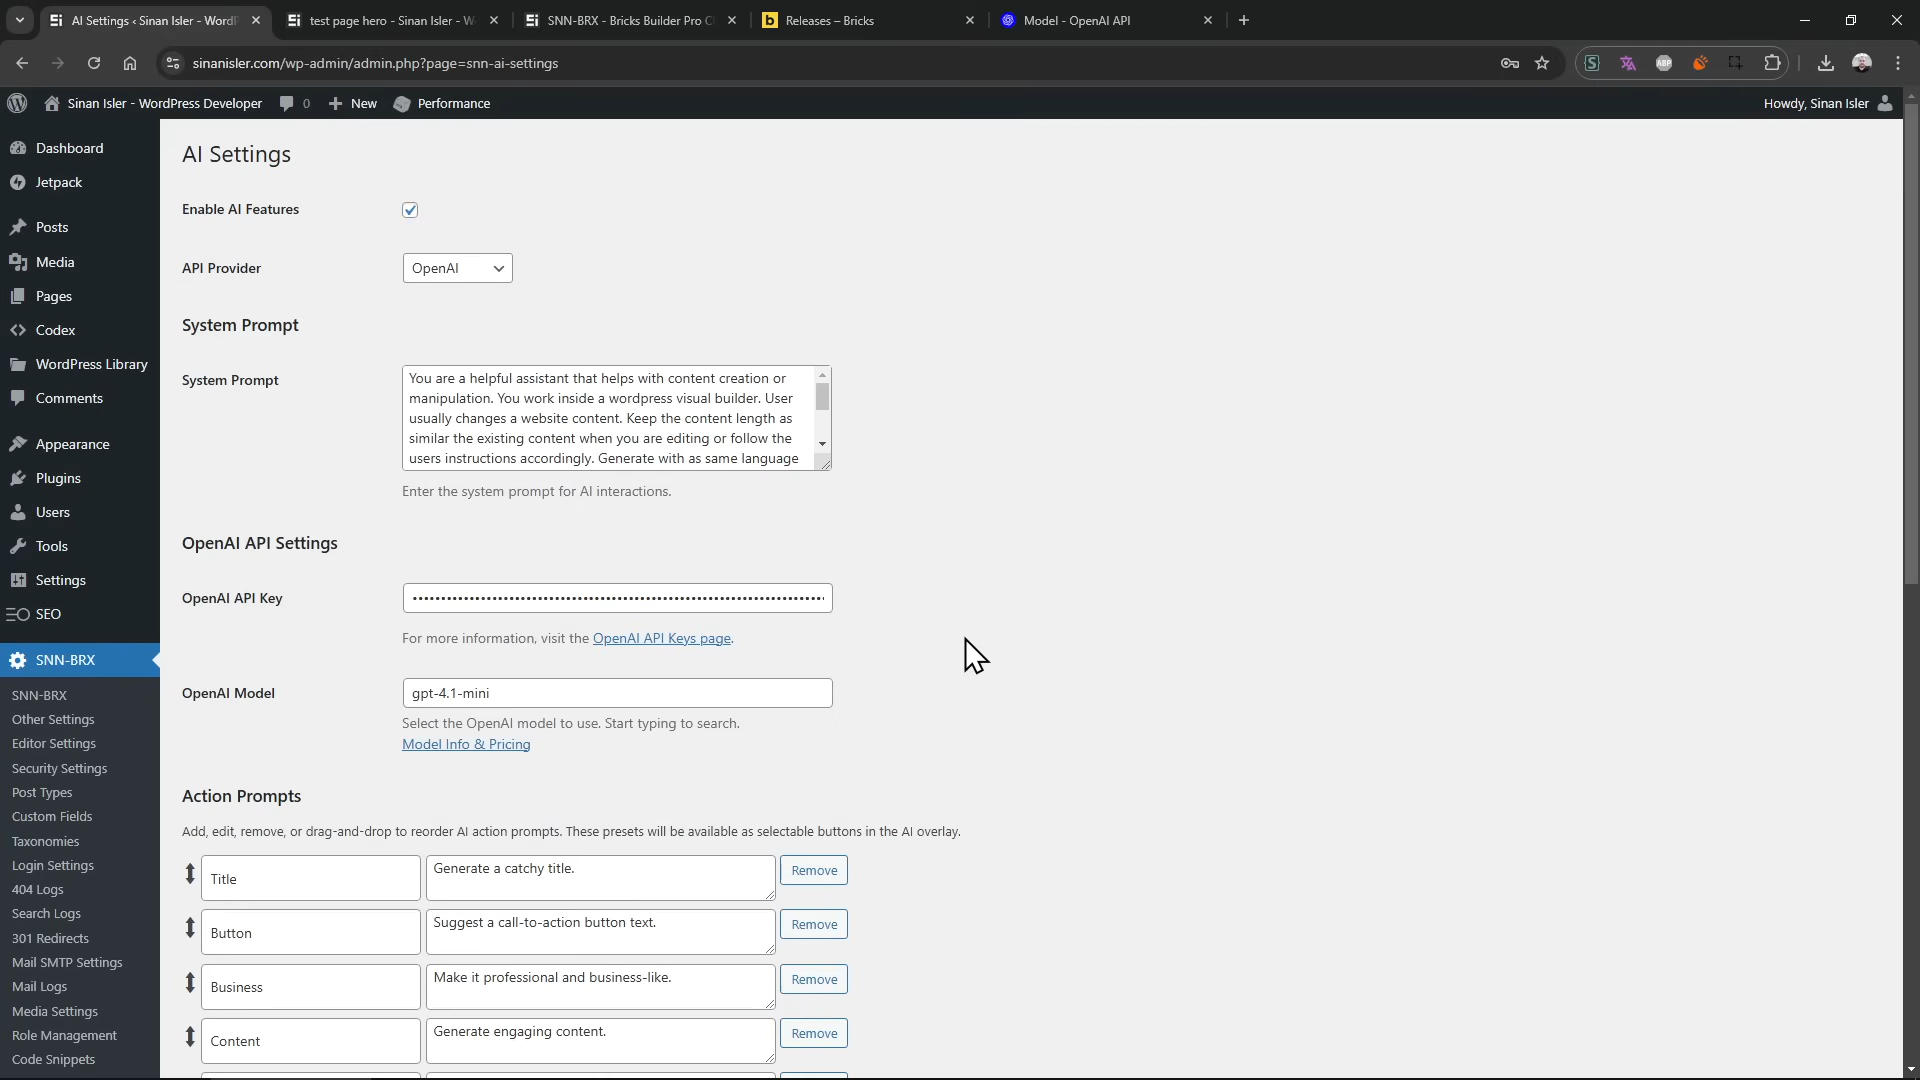 AI Settings ‹ Sinan Isler - WordP
test page hero - Sinan Isler - W
SNN-BRX - Bricks Builder Pro C
Releases – Bricks
Model - OpenAI API
sinanisler.com/wp-admin/admin.php?page=snn-ai-settings
Sinan Isler - WordPress Developer
0
New
Performance
Howdy, Sinan Isler
Dashboard
Jetpack
Posts
Media
Pages
Codex
WordPress Library
Comments
Appearance
Plugins
Users
Tools
Settings
SEO
SNN-BRX
SNN-BRX
Other Settings
Editor Settings
Security Settings
Post Types
Custom Fields
Taxonomies
Login Settings
404 Logs
Search Logs
301 Redirects
Mail SMTP Settings
Mail Logs
Media Settings
Role Management
Code Snippets
AI Settings
Enable AI Features
API Provider
OpenAI
System Prompt
System Prompt
You are a helpful assistant that helps with content creation or
manipulation. You work inside a wordpress visual builder. User
usually changes a website content. Keep the content length as
similar the existing content when you are editing or follow the
users instructions accordingly. Generate with as same language
Enter the system prompt for AI interactions.
OpenAI API Settings
OpenAI API Key
For more information, visit the OpenAI API Keys page.
OpenAI Model
gpt-4.1-mini
Select the OpenAI model to use. Start typing to search.
Model Info & Pricing
Action Prompts
Add, edit, remove, or drag-and-drop to reorder AI action prompts. These presets will be available as selectable buttons in the AI overlay.
Title
Generate a catchy title.
Remove
Button
Suggest a call-to-action button text.
Remove
Business
Make it professional and business-like.
Remove
Content
Generate engaging content.
Remove